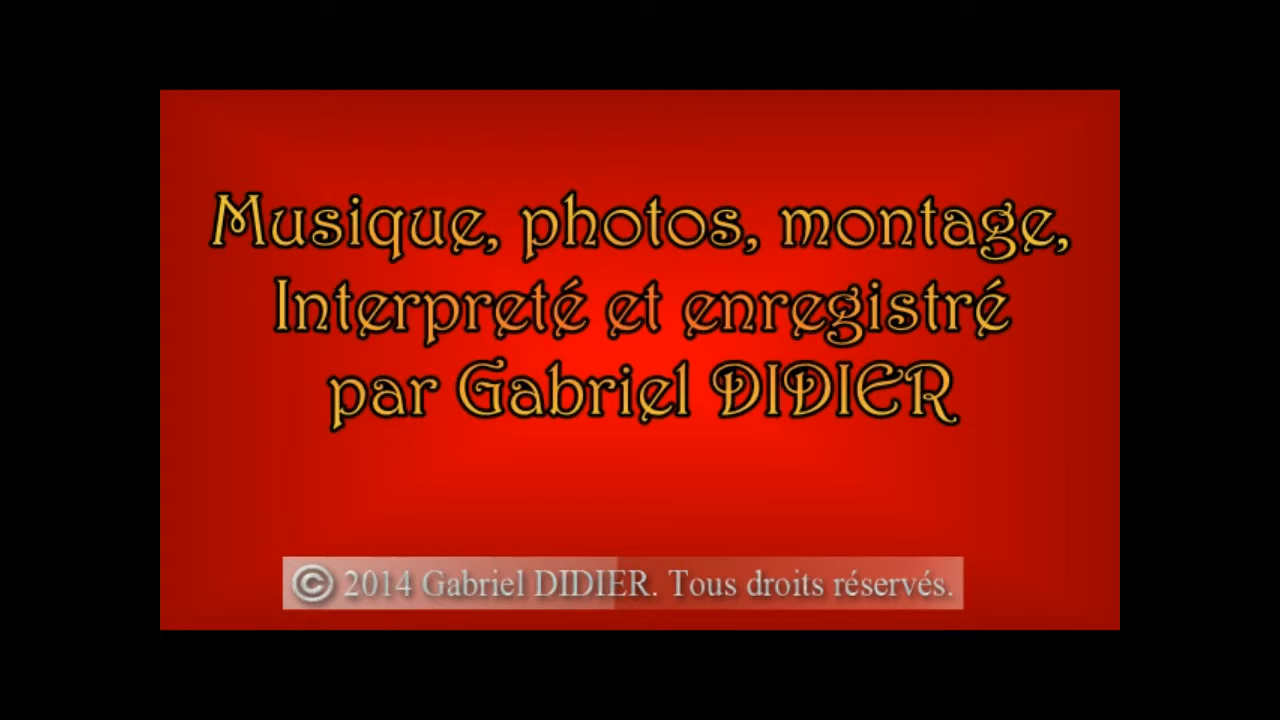 Musique, photos, montage,
Interpreté et enregistré
par Gabriel DIDIER
© 2014 Gabriel DIDIER. Tous droits réservés.